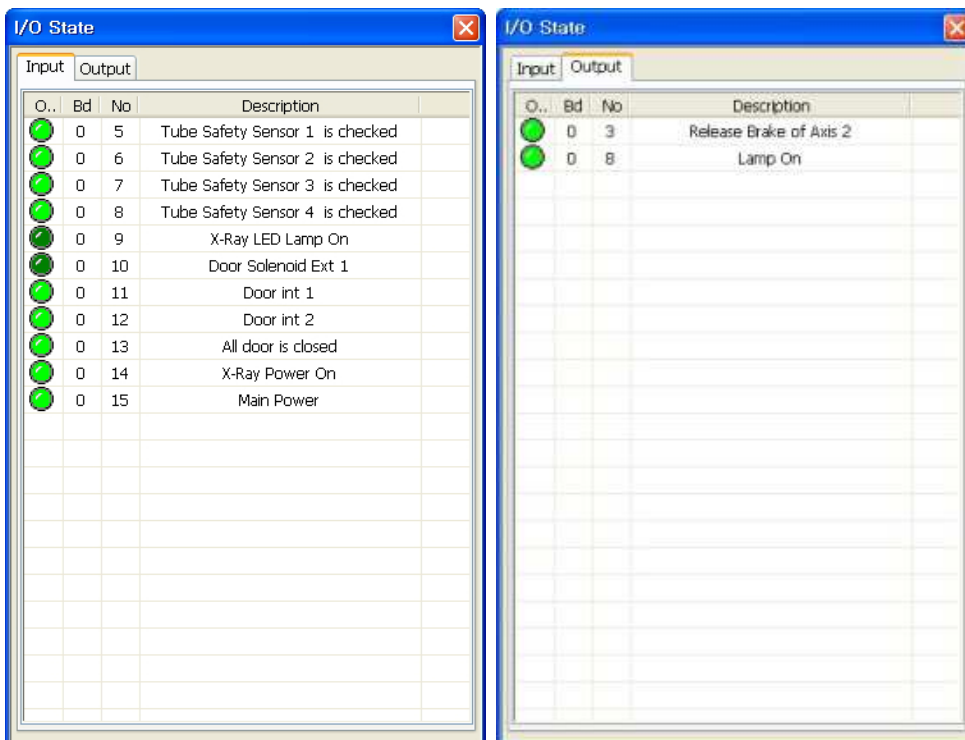 I/O State
Input Output
O.. Bd No Description
0 5 Tube Safety Sensor 1 is checked
0 6 Tube Safety Sensor 2 is checked
0 7 Tube Safety Sensor 3 is checked
0 8 Tube Safety Sensor 4 is checked
0 9 X-Ray LED Lamp On
0 10 Door Solenoid Ext 1
0 11 Door int 1
0 12 Door int 2
0 13 All door is closed
0 14 X-Ray Power On
0 15 Main Power
I/O State
Input Output
O.. Bd No Description
0 3 Release Brake of Axis 2
0 8 Lamp On